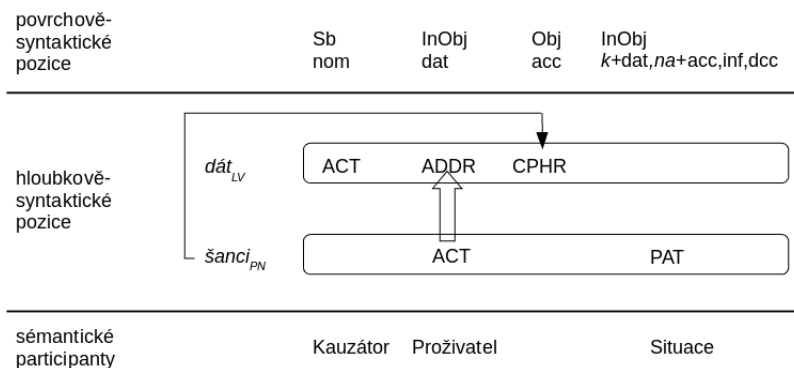 povrchově-
syntaktické
pozice
Sb InObj Obj InObj
nom dat acc k+dat,na+acc,inf,dcc
hloubkově-
syntaktické
pozice
dátLV ACT ADDR CPHR
šanciPN ACT PAT
sémantické
participanty
Kauzátor Proživatel Situace